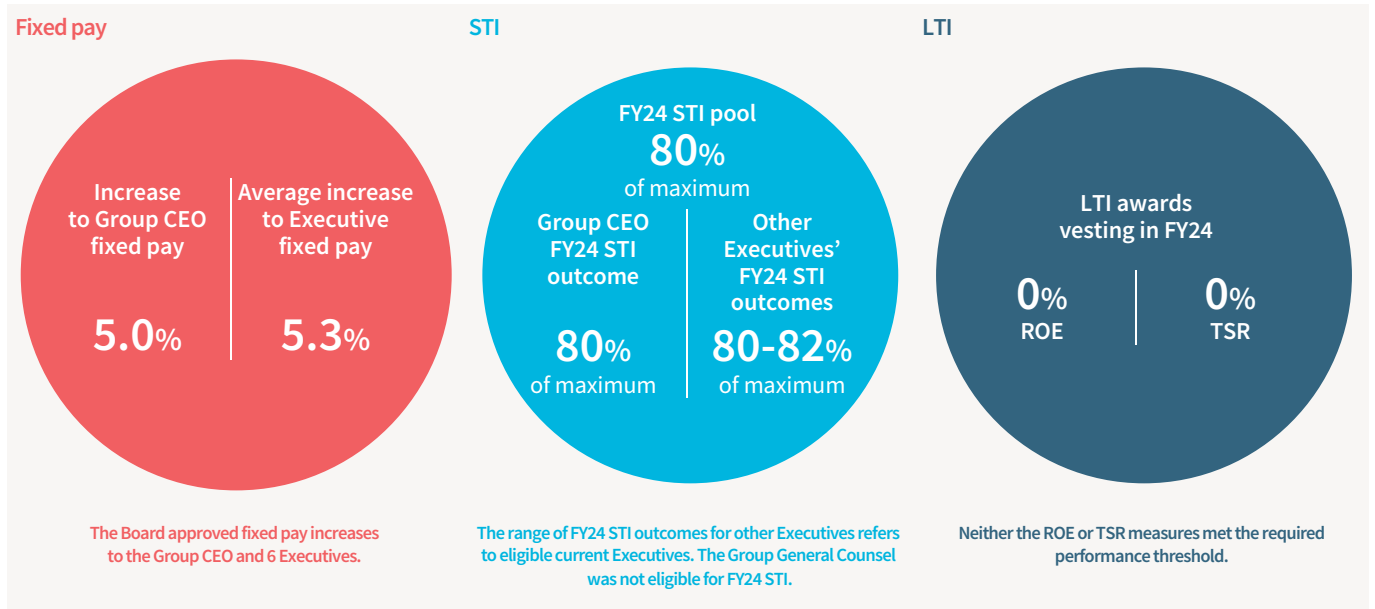 Fixed pay
Increase
to Group CEO
fixed pay
5.0%
Average increase
to Executive
fixed pay
5.3%
The Board approved fixed pay increases
to the Group CEO and 6 Executives.
STI
FY24 STI pool
80%
of maximum
Group CEO
FY24 STI
outcome
80%
of maximum
Other
Executives’
FY24 STI
outcomes
80-82%
of maximum
The range of FY24 STI outcomes for other Executives refers
to eligible current Executives. The Group General Counsel
was not eligible for FY24 STI.
LTI
LTI awards
vesting in FY24
0%
ROE
0%
TSR
Neither the ROE or TSR measures met the required
performance threshold.